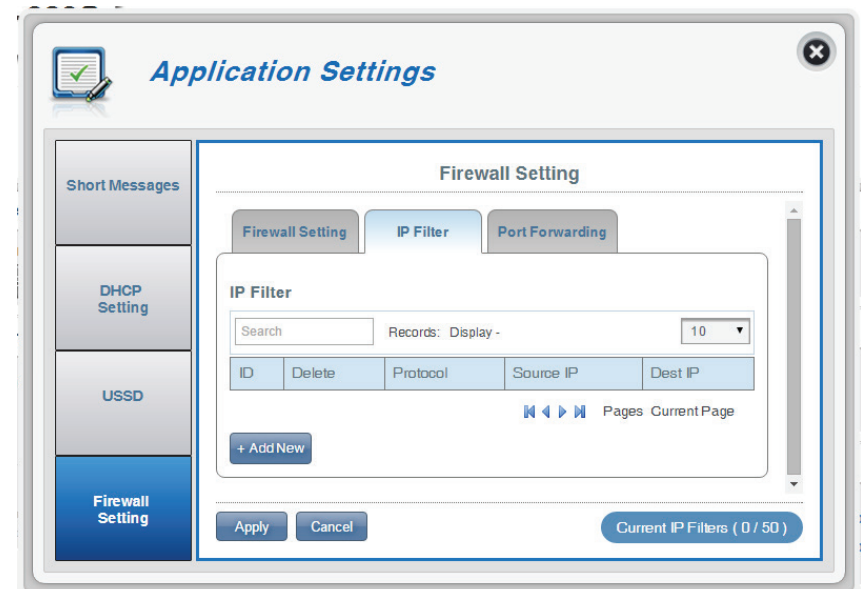 Application Settings
Short Messages
DHCP
Setting
USSD
Firewall
Setting
Firewall Setting
Firewall Setting IP Filter Port Forwarding
IP Filter
Search Records: Display - 10
ID Delete Protocol Source IP Dest IP
Pages Current Page
+ Add New
Apply Cancel Current IP Filters ( 0 / 50 )